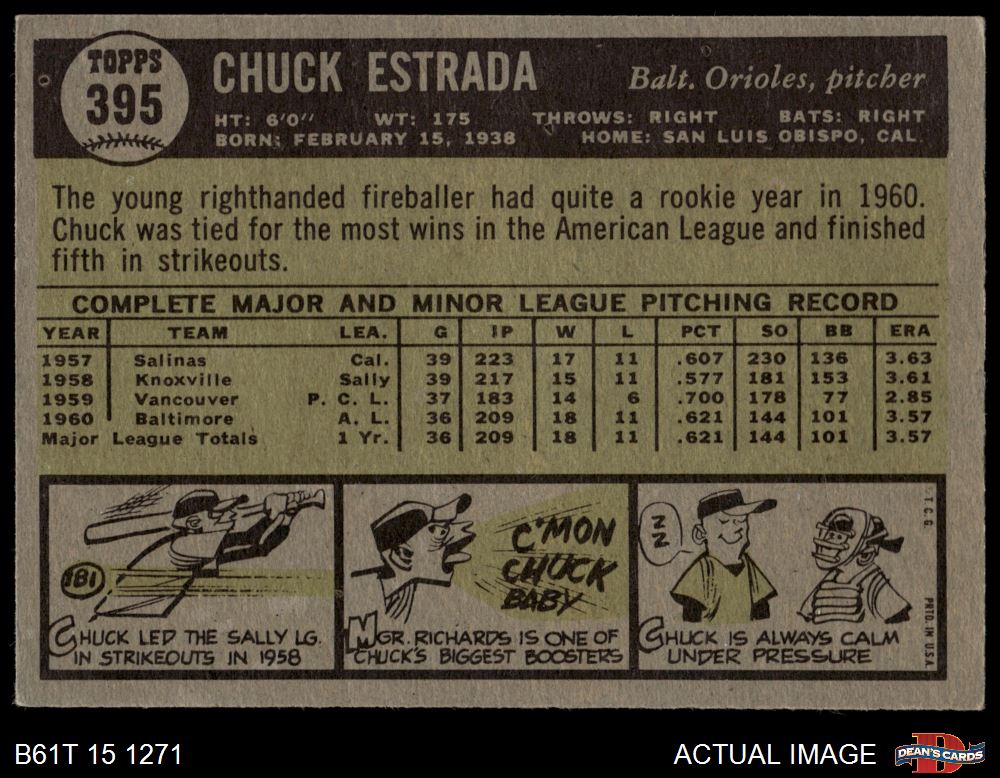 TOPPS
395
CHUCK ESTRADA
Balt. Orioles, pitcher
HT: 6'0" WT: 175 THROWS: RIGHT BATS: RIGHT
BORN: FEBRUARY 15, 1938 HOME: SAN LUIS OBISPO, CAL.
The young righthanded fireballer had quite a rookie year in 1960.
Chuck was tied for the most wins in the American League and finished
fifth in strikeouts.
COMPLETE MAJOR AND MINOR LEAGUE PITCHING RECORD
YEAR TEAM LEA. G IP W L PCT SO BB ERA
1957 Salinas Cal. 39 223 17 11 .607 230 136 3.63
1958 Knoxville Sally 39 217 15 11 .577 181 153 3.61
1959 Vancouver P. C. L. 37 183 14 6 .700 178 77 2.85
1960 Baltimore A. L. 36 209 18 11 .621 144 101 3.57
Major League Totals 1 Yr. 36 209 18 11 .621 144 101 3.57
181
CHUCK LED THE SALLY LG.
IN STRIKEOUTS IN 1958
C'MON
CHUCK
BABY
MGR. RICHARDS IS ONE OF
CHUCK'S BIGGEST BOOSTERS
Z
Z
CHUCK IS ALWAYS CALM
UNDER PRESSURE
T.C.G.
PRTD. IN U.S.A.
B61T 15 1271
ACTUAL IMAGE
D
DEAN'S CARDS